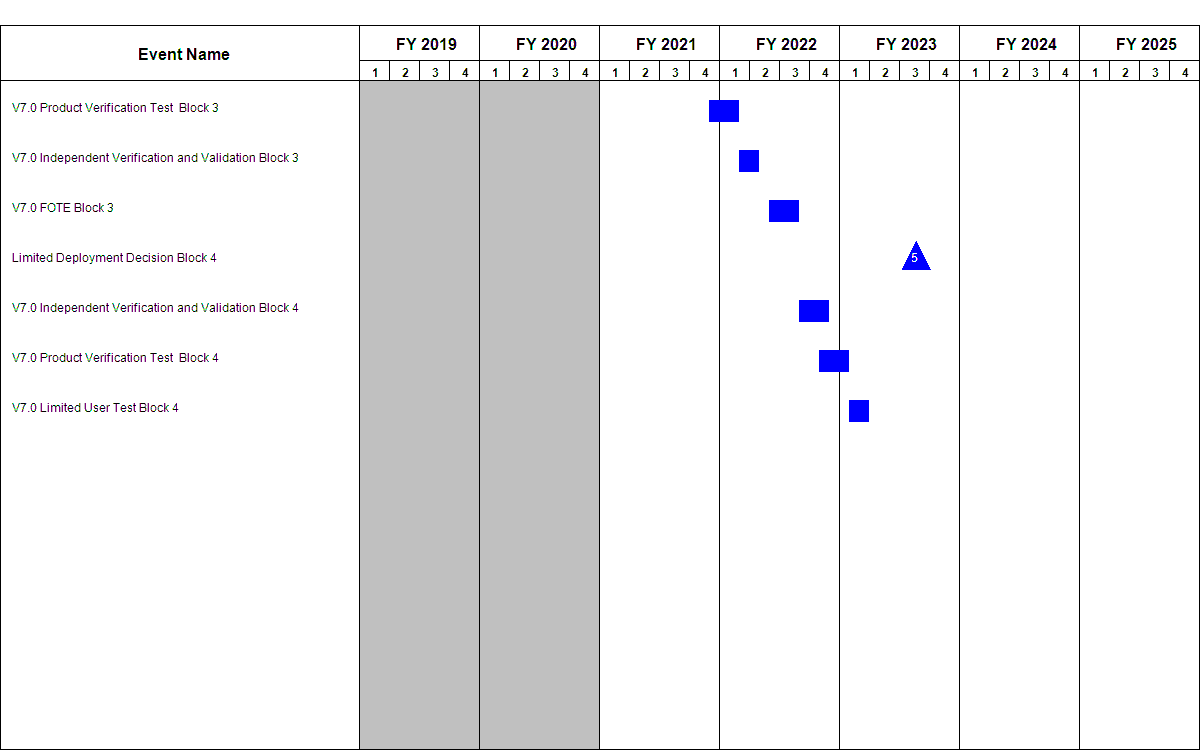 Event Name FY 2019 FY 2020 FY 2021 FY 2022 FY 2023 FY 2024 FY 2025
1 2 3 4 1 2 3 4 1 2 3 4 1 2 3 4 1 2 3 4 1 2 3 4 1 2 3 4
V7.0 Product Verification Test Block 3
V7.0 Independent Verification and Validation Block 3
V7.0 FOTE Block 3
Limited Deployment Decision Block 4 5
V7.0 Independent Verification and Validation Block 4
V7.0 Product Verification Test Block 4
V7.0 Limited User Test Block 4